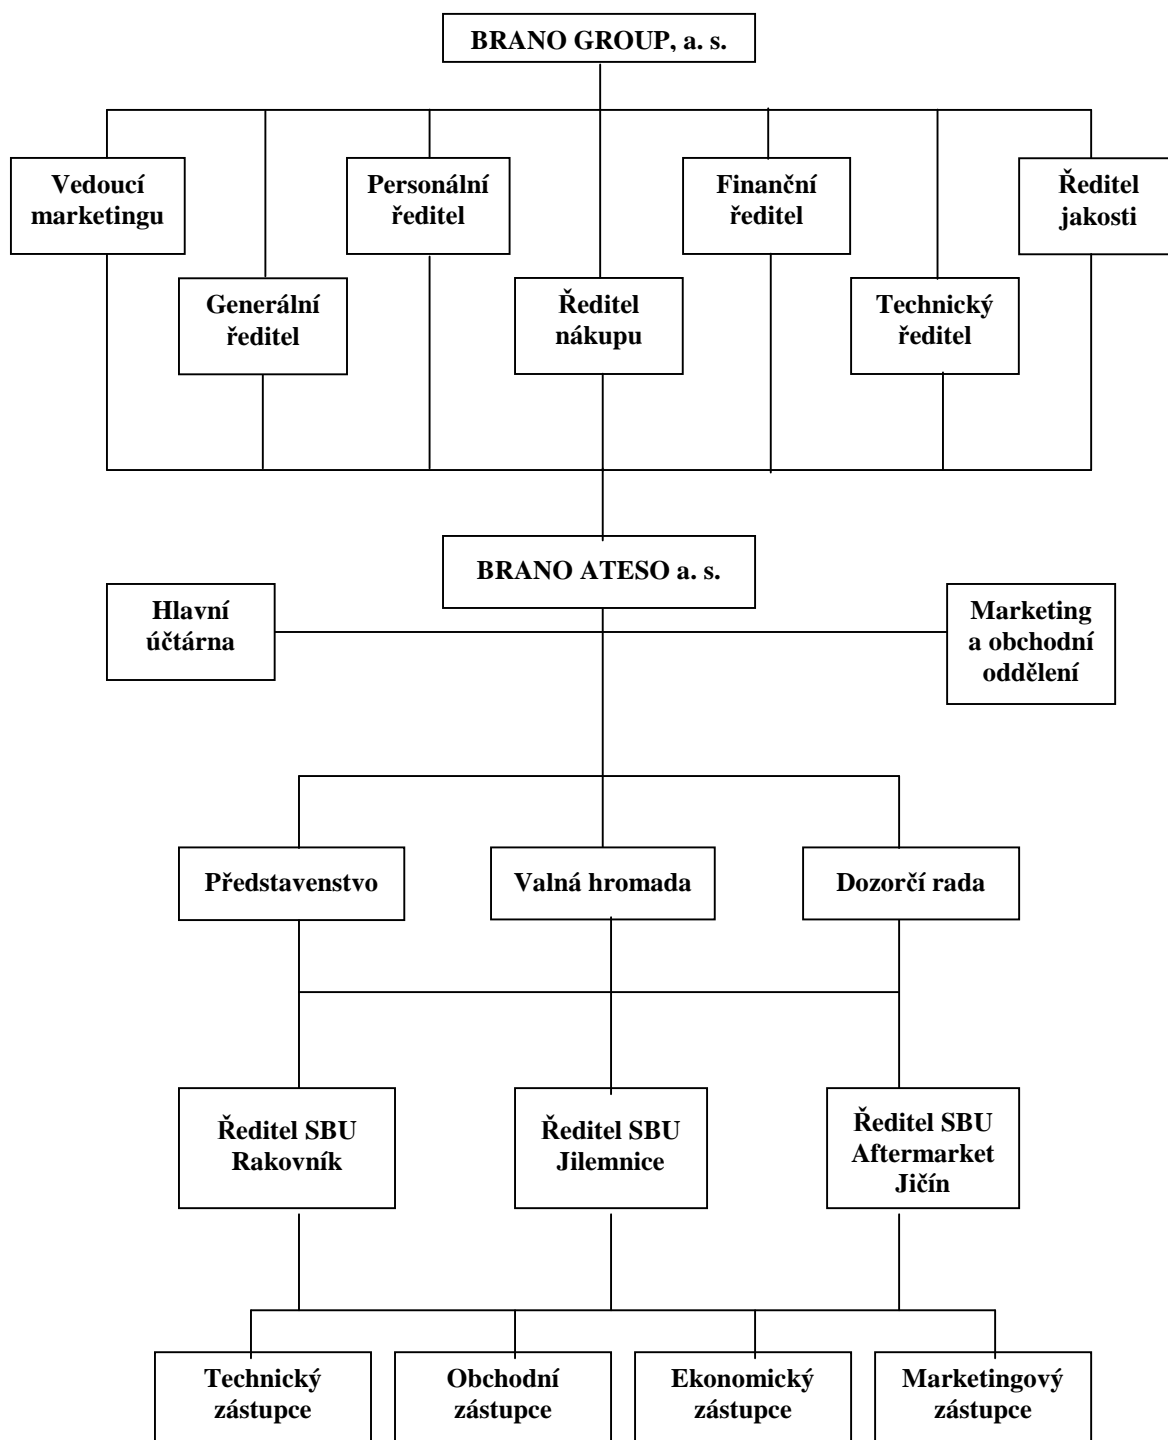 BRANO GROUP, a. s.
Vedoucí
marketingu
Personální
ředitel
Finanční
ředitel
Ředitel
jakosti
Generální
ředitel
Ředitel
nákupu
Technický
ředitel
BRANO ATESO a. s.
Hlavní
účtárna
Marketing
a obchodní
oddělení
Představenstvo
Valná hromada
Dozorčí rada
Ředitel SBU
Rakovník
Ředitel SBU
Jilemnice
Ředitel SBU
Aftermarket
Jičín
Technický
zástupce
Obchodní
zástupce
Ekonomický
zástupce
Marketingový
zástupce